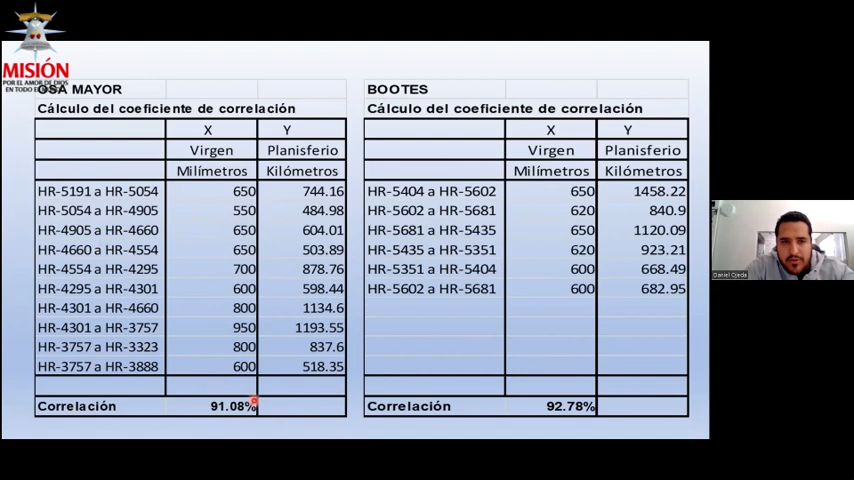 MISIÓN
POR EL AMOR DE DIOS
EN TODO EL
OSA MAYOR
Cálculo del coeficiente de correlación
X Y
Virgen Planisferio
Milímetros Kilómetros
HR-5191 a HR-5054 650 744.16
HR-5054 a HR-4905 550 484.98
HR-4905 a HR-4660 650 604.01
HR-4660 a HR-4554 650 503.89
HR-4554 a HR-4295 700 878.76
HR-4295 a HR-4301 600 598.44
HR-4301 a HR-4660 800 1134.6
HR-4301 a HR-3757 950 1193.55
HR-3757 a HR-3323 800 837.6
HR-3757 a HR-3888 600 518.35
Correlación 91.08%
BOOTES
Cálculo del coeficiente de correlación
X Y
Virgen Planisferio
Milímetros Kilómetros
HR-5404 a HR-5602 650 1458.22
HR-5602 a HR-5681 620 840.9
HR-5681 a HR-5435 650 1120.09
HR-5435 a HR-5351 620 923.21
HR-5351 a HR-5404 600 668.49
HR-5602 a HR-5681 600 682.95
Correlación 92.78%
Daniel Ojeda